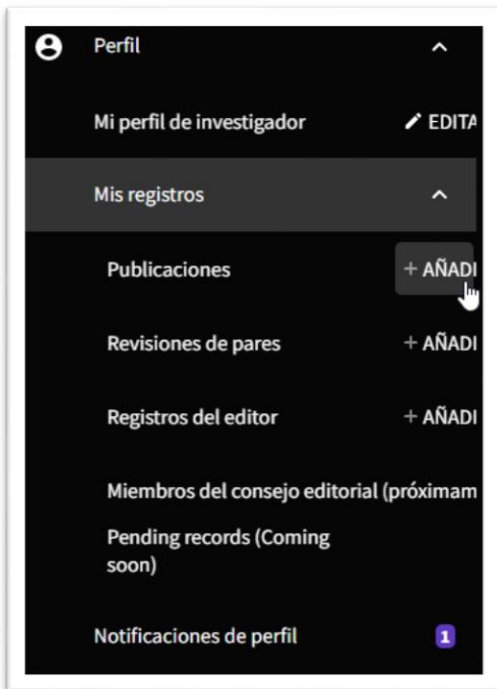 Perfil
Mi perfil de investigador EDITA
Mis registros
Publicaciones + AÑADI
Revisiones de pares + AÑADI
Registros del editor + AÑADI
Miembros del consejo editorial (próximam
Pending records (Coming
soon)
Notificaciones de perfil 1